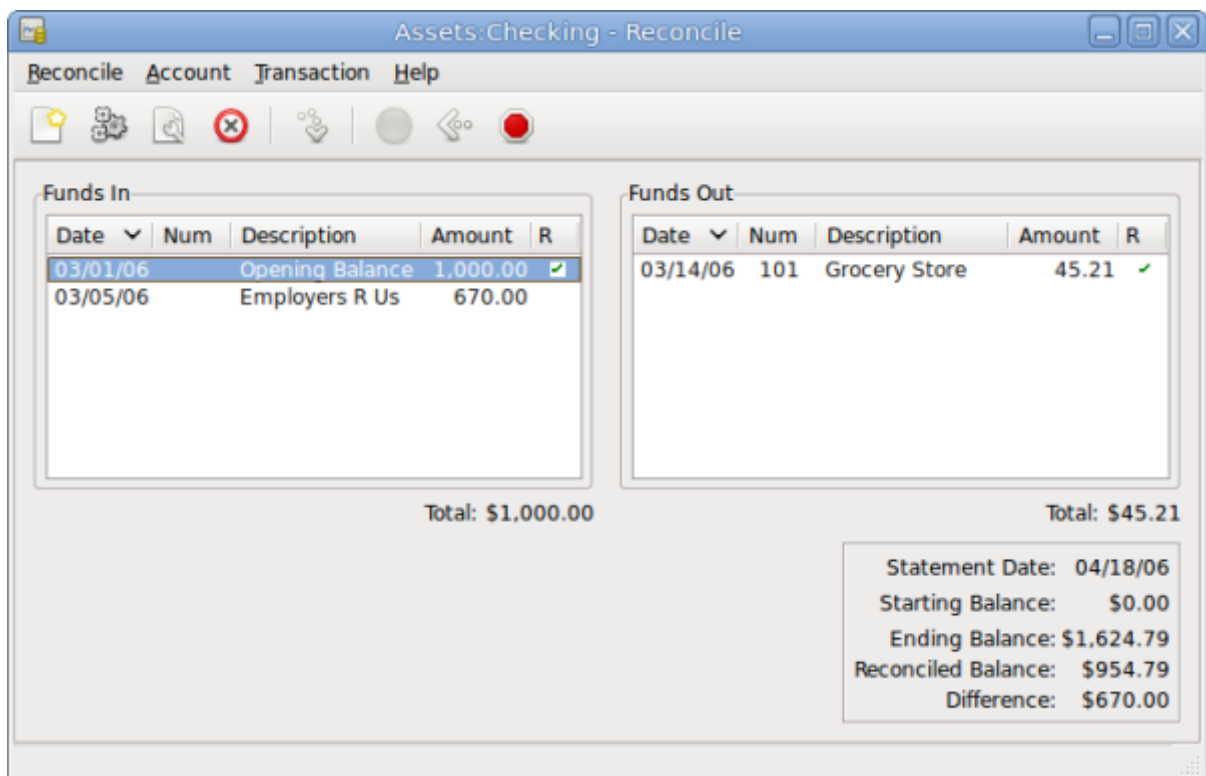 Assets:Checking - Reconcile
Reconcile Account Transaction Help
Funds In
Date Num Description Amount R
03/01/06 Opening Balance 1,000.00
03/05/06 Employers R Us 670.00
Total: $1,000.00
Funds Out
Date Num Description Amount R
03/14/06 101 Grocery Store 45.21
Total: $45.21
Statement Date: 04/18/06
Starting Balance: $0.00
Ending Balance: $1,624.79
Reconciled Balance: $954.79
Difference: $670.00